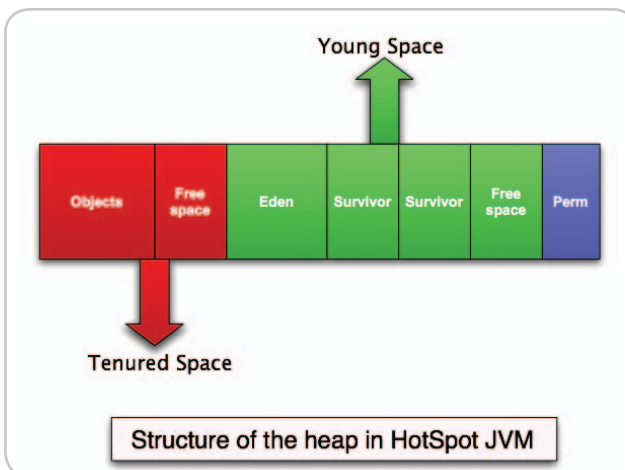 Young Space
Objects
Free
space
Eden
Survivor
Survivor
Free
space
Perm
Tenured Space
Structure of the heap in HotSpot JVM